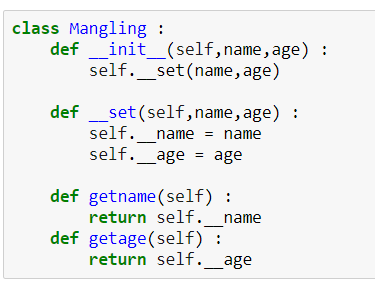 class Mangling :
    def __init__(self,name,age) :
        self.__set(name,age)

    def __set(self,name,age) :
        self.__name = name
        self.__age = age

    def getname(self) :
        return self.__name
    def getage(self) :
        return self.__age